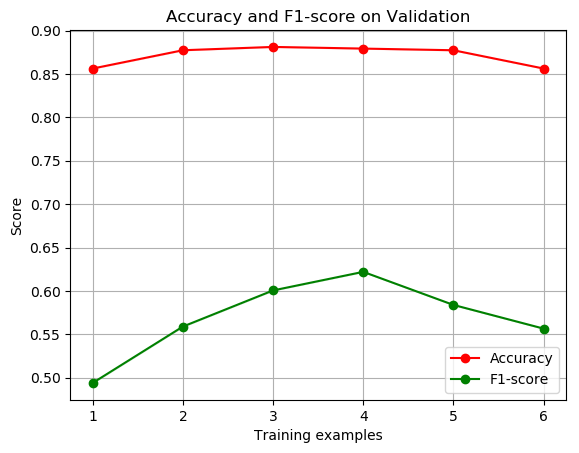 Accuracy and F1-score on Validation
0.90
0.85
0.80
0.75
0.70
0.65
0.60
0.55
0.50
Score
1 2 3 4 5 6
Training examples
Accuracy
F1-score